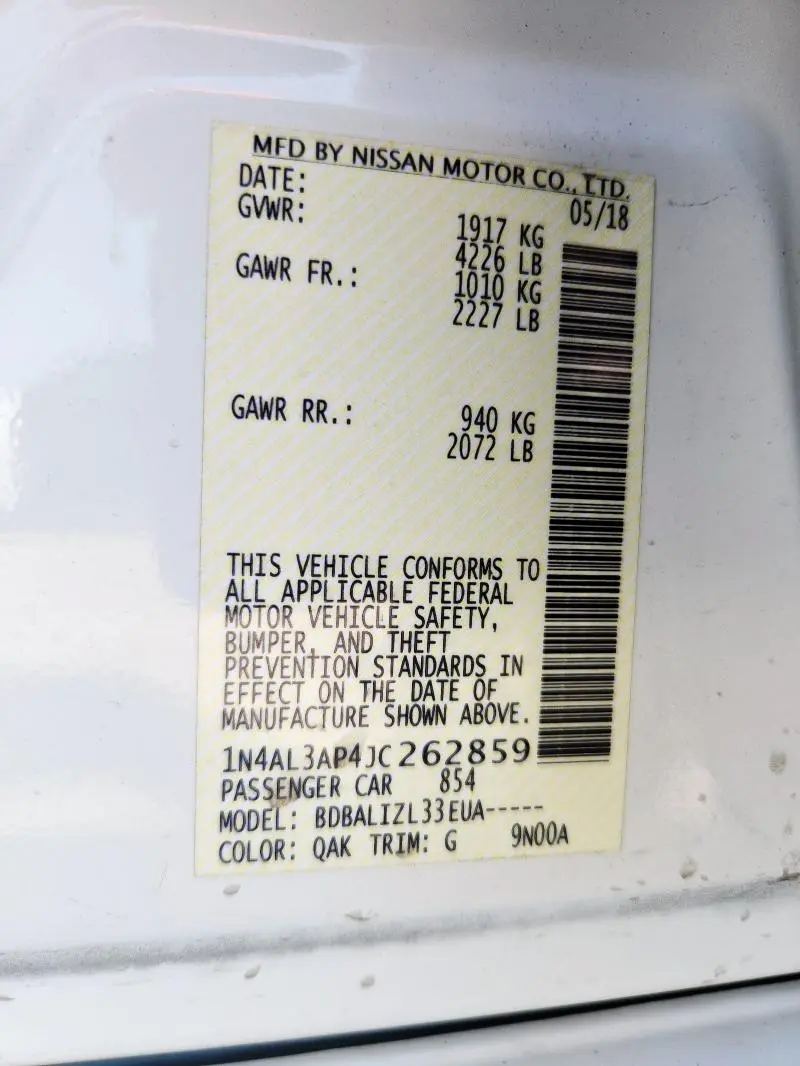 MFD BY NISSAN MOTOR CO., LTD.
DATE: 05/18
GVWR: 1917 KG
4226 LB
GAWR FR.: 1010 KG
2227 LB
GAWR RR.: 940 KG
2072 LB
THIS VEHICLE CONFORMS TO
ALL APPLICABLE FEDERAL
MOTOR VEHICLE SAFETY,
BUMPER, AND THEFT
PREVENTION STANDARDS IN
EFFECT ON THE DATE OF
MANUFACTURE SHOWN ABOVE.
1N4AL3AP4JC262859
PASSENGER CAR 854
MODEL: BDBALIZL33EUA-----
COLOR: QAK TRIM: G 9N00A